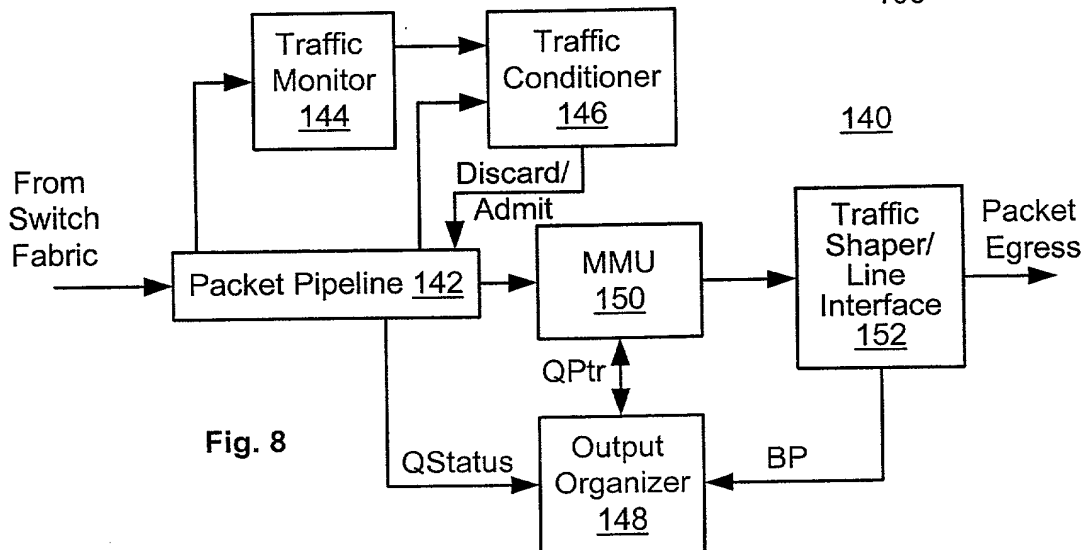 Traffic
Monitor
144
Traffic
Conditioner
146
140
From
Switch
Fabric
Discard/
Admit
Packet Pipeline 142
MMU
150
Traffic
Shaper/
Line
Interface
152
Packet
Egress
QPtr
Fig. 8
QStatus
Output
Organizer
148
BP